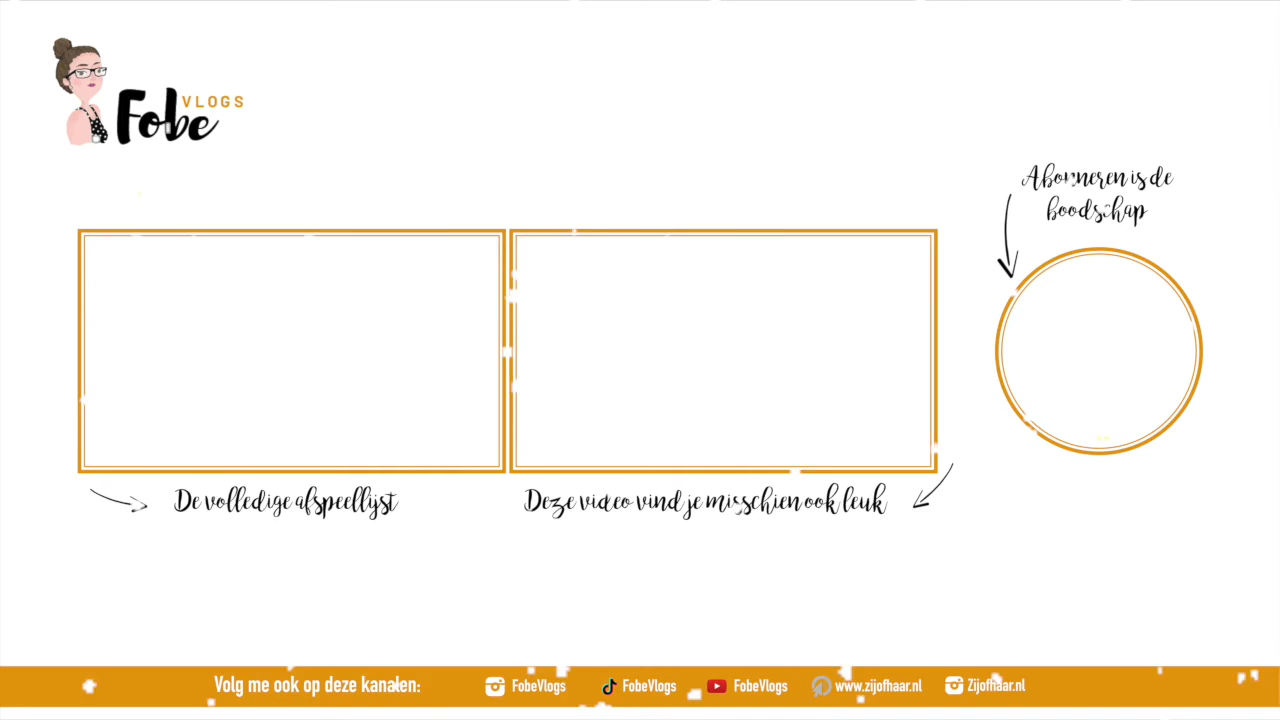 VLOGS
Fobe
Abonneren is de
boodschap
De volledige afspeellijst
Deze video vind je misschien ook leuk
Volg me ook op deze kanalen:
FobeVlogs
FobeVlogs
FobeVlogs
www.zijofhaar.nl
Zijofhaar.nl